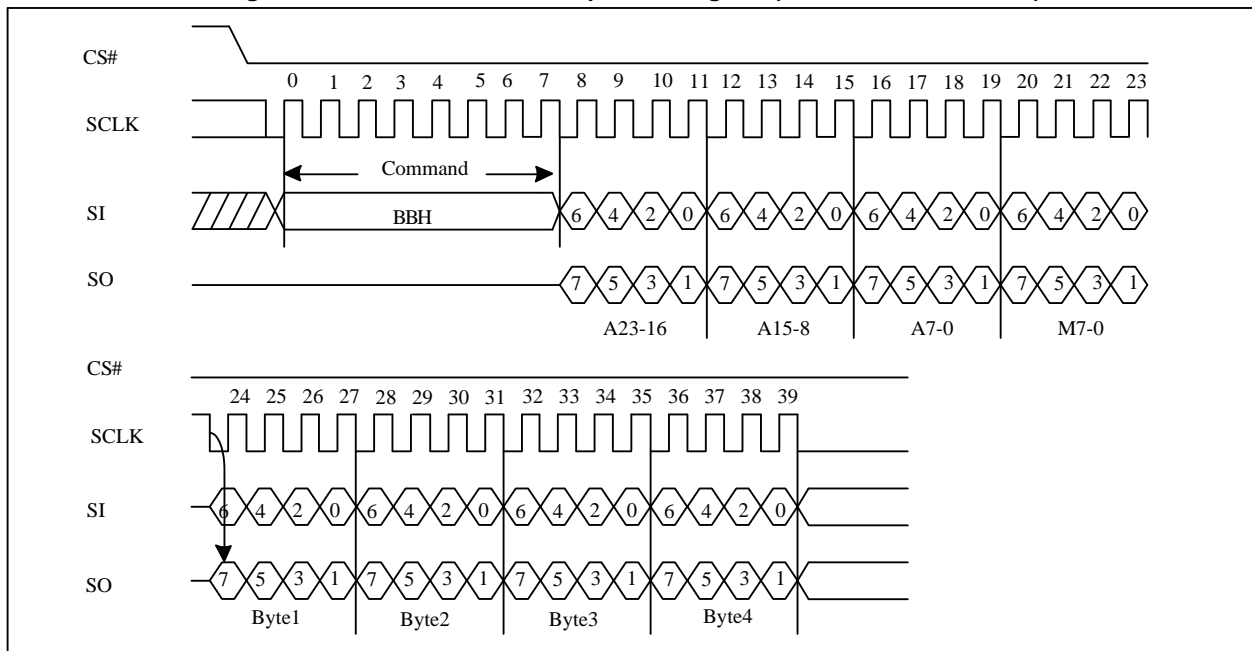 CS#
0 1 2 3 4 5 6 7 8 9 10 11 12 13 14 15 16 17 18 19 20 21 22 23
SCLK
Command
SI
BBH
6 4 2 0 6 4 2 0 6 4 2 0 6 4 2 0
SO
7 5 3 1 7 5 3 1 7 5 3 1 7 5 3 1
A23-16 A15-8 A7-0 M7-0
CS#
24 25 26 27 28 29 30 31 32 33 34 35 36 37 38 39
SCLK
SI
6 4 2 0 6 4 2 0 6 4 2 0 6 4 2 0
SO
7 5 3 1 7 5 3 1 7 5 3 1 7 5 3 1
Byte1 Byte2 Byte3 Byte4